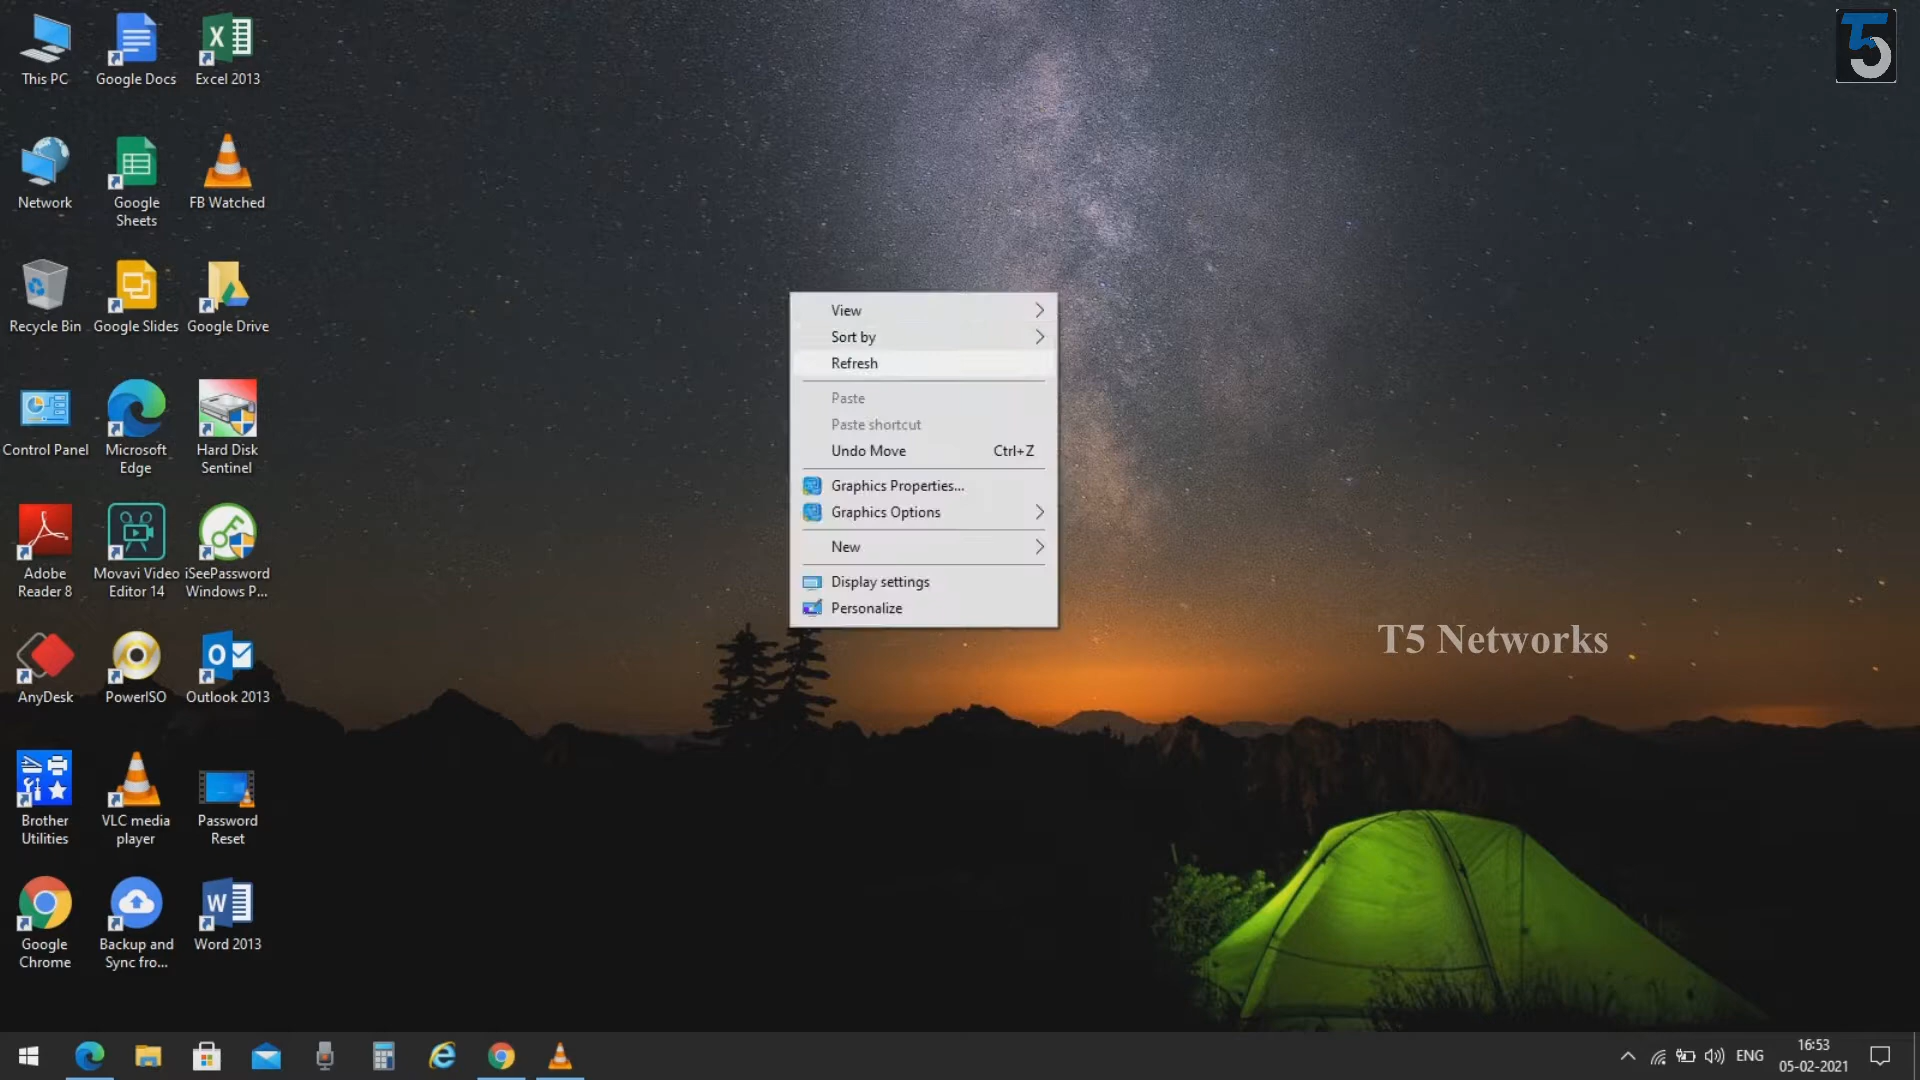 This PC
Google Docs
Excel 2013
Network
Google
Sheets
FB Watched
Recycle Bin
Google Slides
Google Drive
Control Panel
Microsoft
Edge
Hard Disk
Sentinel
Adobe
Reader 8
Movavi Video
Editor 14
iSeePassword
Windows P...
AnyDesk
PowerISO
Outlook 2013
Brother
Utilities
VLC media
player
Password
Reset
Google
Chrome
Backup and
Sync fro...
Word 2013
T5
View
Sort by
Refresh
Paste
Paste shortcut
Undo Move Ctrl+Z
Graphics Properties...
Graphics Options
New
Display settings
Personalize
T5 Networks
ENG
16:53
05-02-2021